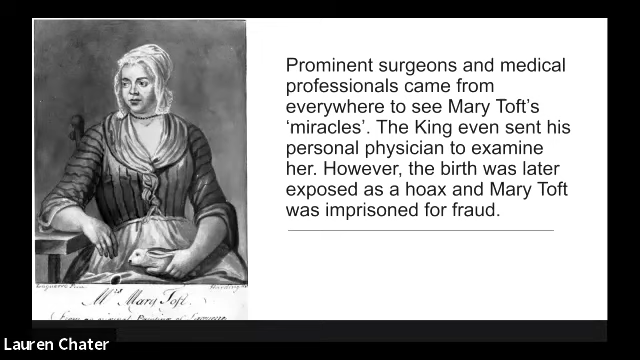 Prominent surgeons and medical
professionals came from
everywhere to see Mary Toft's
‘miracles’. The King even sent his
personal physician to examine
her. However, the birth was later
exposed as a hoax and Mary Toft
was imprisoned for fraud.
Mrs Mary Toft.
Lauren Chater